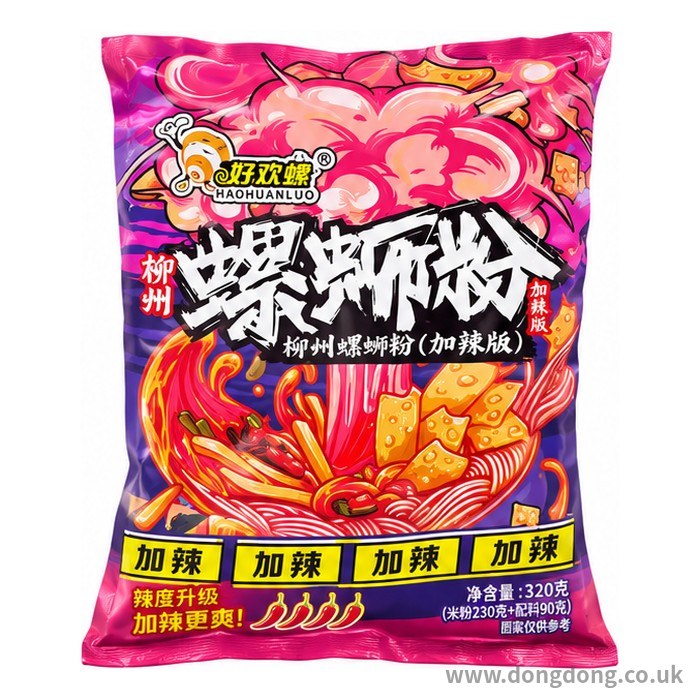 好欢螺®
HAOHUANLUO
柳州
螺蛳粉
加辣版
柳州螺蛳粉(加辣版)
加辣 加辣 加辣 加辣
辣度升级
加辣更爽!
净含量:320克
(米粉230克+配料90克)
图案仅供参考
www.dongdong.co.uk